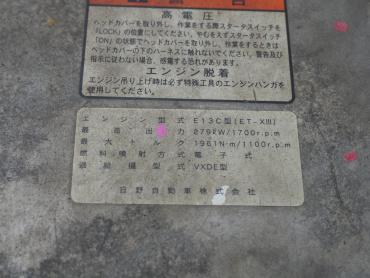 高電圧
ヘッドカバーを取り外し、作業をする際スタータスイッチを
「LOCK」の位置にしてください。やむをえずスタータスイッチ
「ON」の状態でヘッドカバーを取り外し、作業をするときは
ヘッドカバーの下のハーネスに触れないでください。警告及び
指示に従わない場合、感電する恐れがあります。
エンジン脱着
エンジン吊り上げ時は必ず特殊工具のエンジンハンガを
使用してください。
エンジン型式 E13C型[ET-XIII]
最高出力 279kW/1700r.p.m
最大トルク 1961N・m/1100r.p.m
燃料噴射方式 電子式
過給機型式 VXDE型
日野自動車株式会社